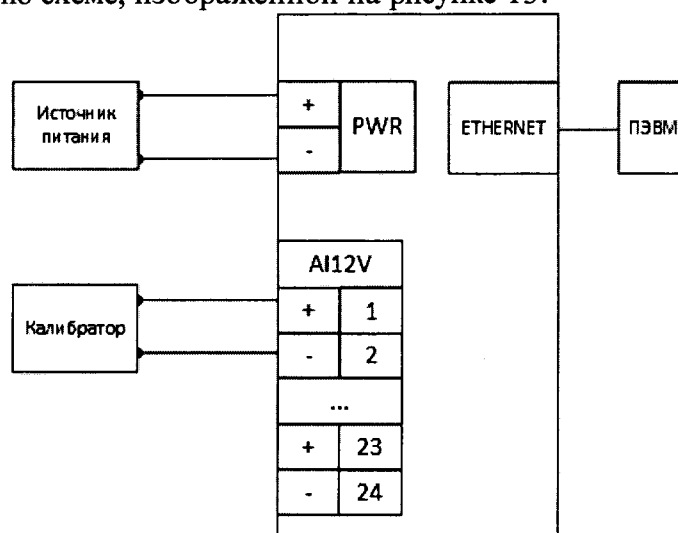 по схеме, изображенной на рисунке 15.
Источник
питания
+
-
PWR
ETHERNET
ПЭВМ
AI12V
Калибратор
+ 1
- 2
...
+ 23
- 24